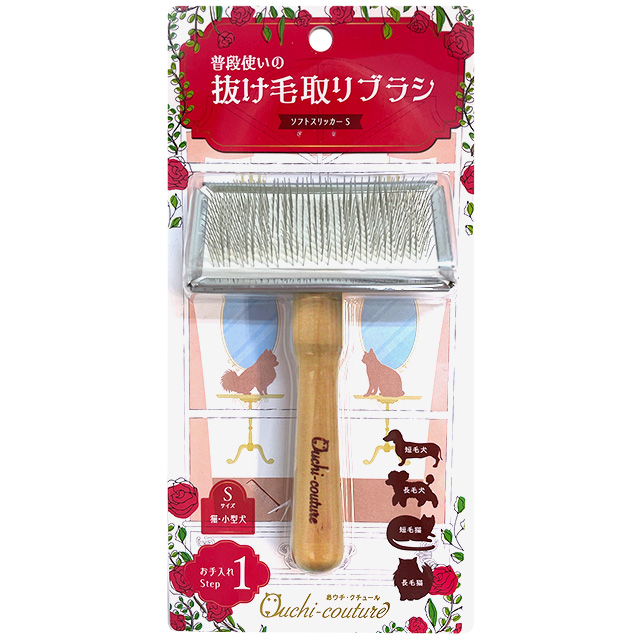 普段使いの
抜け毛取りブラシ
ソフトスリッカー S
Ouchi-couture
短毛犬
長毛犬
短毛猫
長毛猫
S
サイズ
猫・小型犬
お手入れ
Step 1
おウチ・クチュール
Ouchi-couture